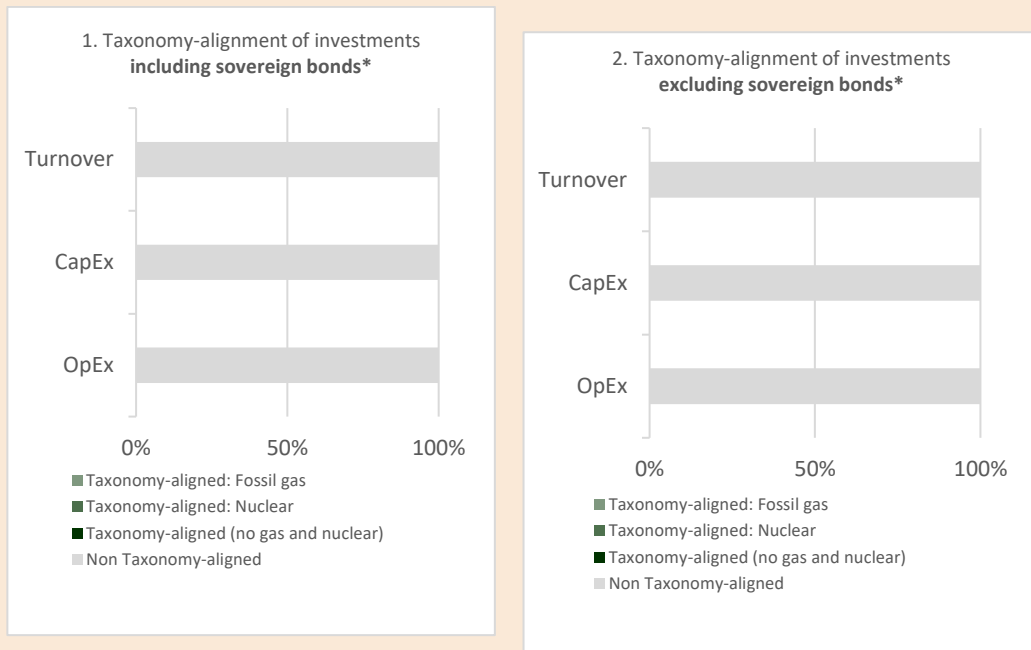 1. Taxonomy-alignment of investments
including sovereign bonds*
Turnover
CapEx
OpEx
0% 50% 100%
Taxonomy-aligned: Fossil gas
Taxonomy-aligned: Nuclear
Taxonomy-aligned (no gas and nuclear)
Non Taxonomy-aligned
2. Taxonomy-alignment of investments
excluding sovereign bonds*
Turnover
CapEx
OpEx
0% 50% 100%
Taxonomy-aligned: Fossil gas
Taxonomy-aligned: Nuclear
Taxonomy-aligned (no gas and nuclear)
Non Taxonomy-aligned